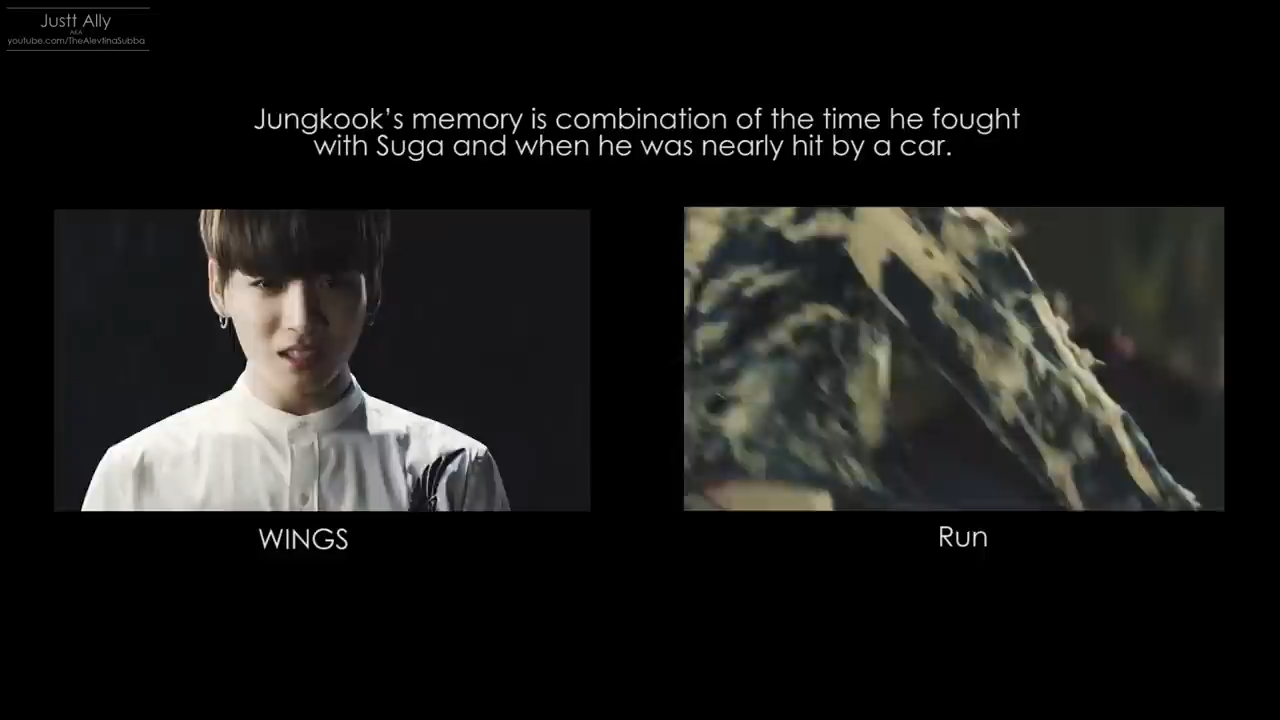 Justt Ally
AKA
youtube.com/TheAlevtinaSubba
Jungkook's memory is combination of the time he fought
with Suga and when he was nearly hit by a car.
WINGS
Run